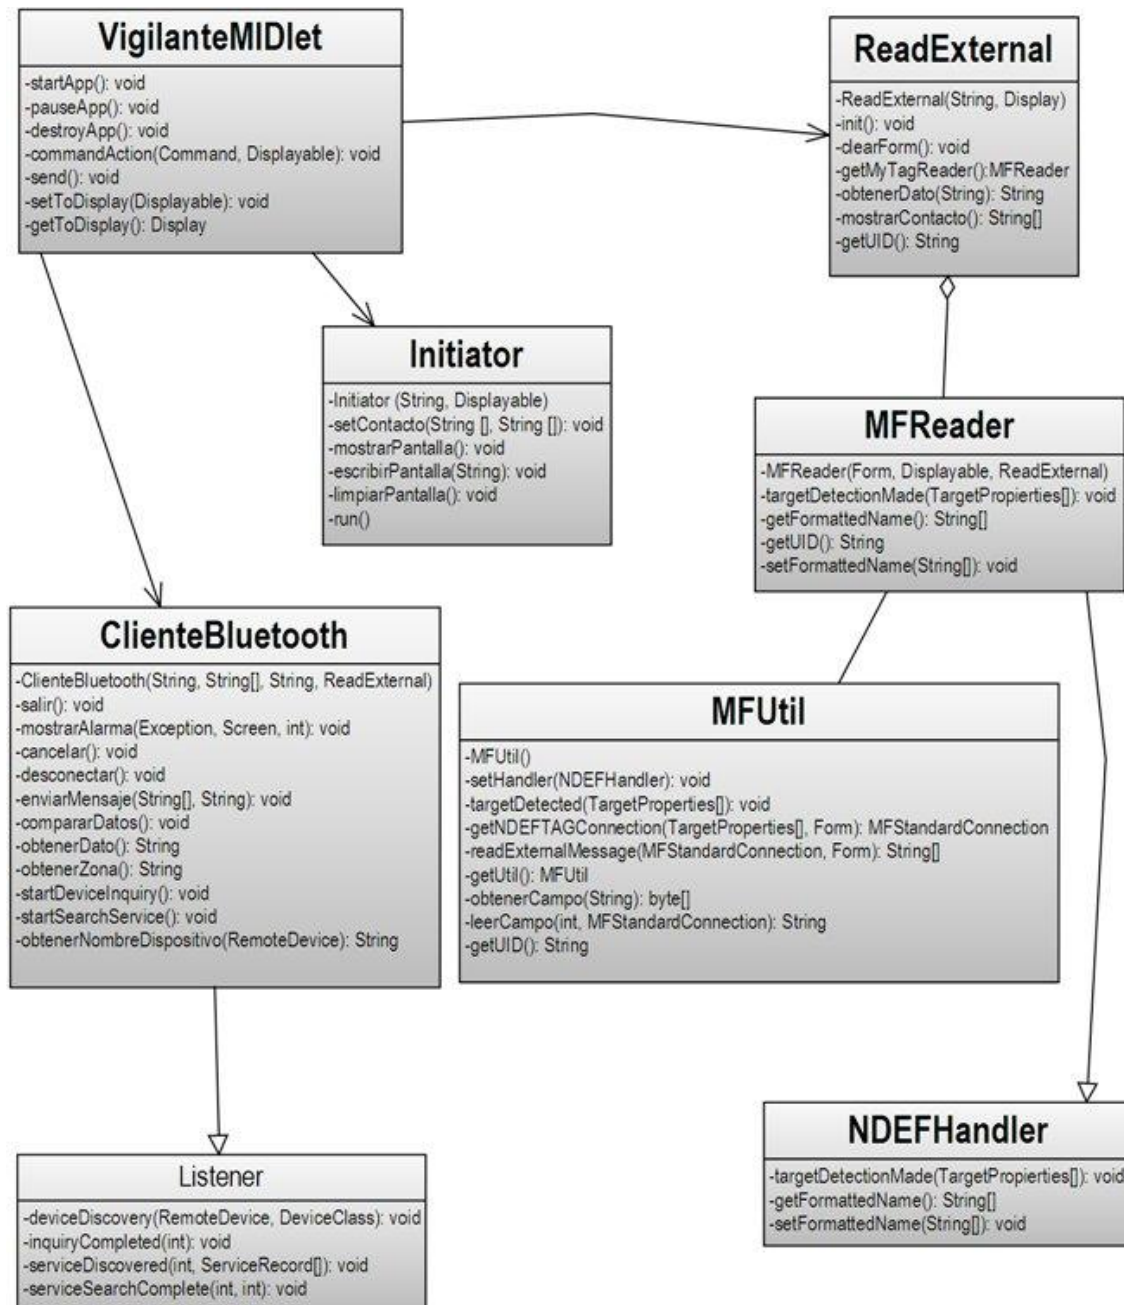 VigilanteMIDlet
-startApp(): void
-pauseApp(): void
-destroyApp(): void
-commandAction(Command, Displayable): void
-send(): void
-setToDisplay(Displayable): void
-getToDisplay(): Display
ReadExternal
-ReadExternal(String, Display)
-init(): void
-clearForm(): void
-getMyTagReader():MFReader
-obtenerDato(String): String
-mostrarContacto(): String[]
-getUID(): String
Initiator
-Initiator (String, Displayable)
-setContacto(String [], String []): void
-mostrarPantalla(): void
-escribirPantalla(String): void
-limpiarPantalla(): void
-run()
MFReader
-MFReader(Form, Displayable, ReadExternal)
-targetDetectionMade(TargetPropierties[]): void
-getFormattedName(): String[]
-getUID(): String
-setFormattedName(String[]): void
ClienteBluetooth
-ClienteBluetooth(String, String[], String, ReadExternal)
-salir(): void
-mostrarAlarma(Exception, Screen, int): void
-cancelar(): void
-desconectar(): void
-enviarMensaje(String[], String): void
-compararDatos(): void
-obtenerDato(): String
-obtenerZona(): String
-startDeviceInquiry(): void
-startSearchService(): void
-obtenerNombreDispositivo(RemoteDevice): String
MFUtil
-MFUtil()
-setHandler(NDEFHandler): void
-targetDetected(TargetProperties[]): void
-getNDEFTAGConnection(TargetProperties[], Form): MFStandardConnection
-readExternalMessage(MFStandardConnection, Form): String[]
-getUtil(): MFUtil
-obtenerCampo(String): byte[]
-leerCampo(int, MFStandardConnection): String
-getUID(): String
Listener
-deviceDiscovery(RemoteDevice, DeviceClass): void
-inquiryCompleted(int): void
-serviceDiscovered(int, ServiceRecord[]): void
-serviceSearchComplete(int, int): void
NDEFHandler
-targetDetectionMade(TargetPropierties[]): void
-getFormattedName(): String[]
-setFormattedName(String[]): void